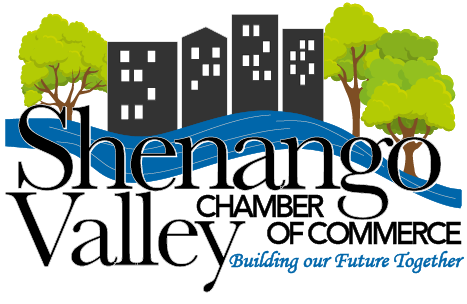 Shenango
Valley
CHAMBER
OF COMMERCE
Building our Future Together